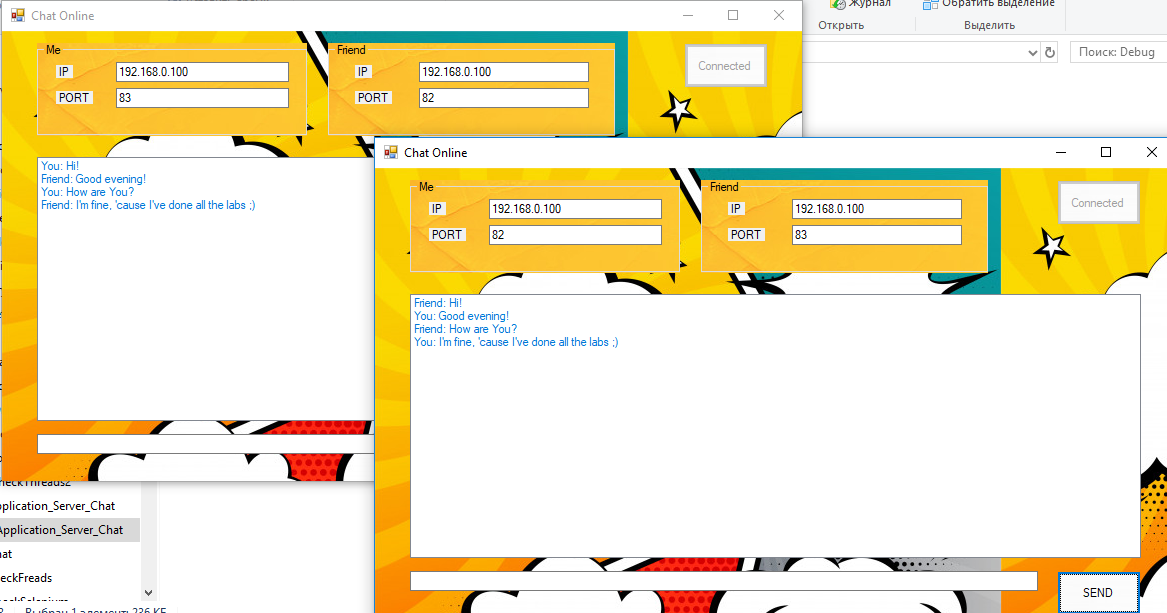 Chat Online
Журнал
Обратить выделение
Открыть
Выделить
Поиск: Debug
Me
IP
192.168.0.100
PORT
83
Friend
IP
192.168.0.100
PORT
82
Connected
You: Hi!
Friend: Good evening!
You: How are You?
Friend: I'm fine, 'cause I've done all the labs ;)
Chat Online
Me
IP
192.168.0.100
PORT
82
Friend
IP
192.168.0.100
PORT
83
Connected
Friend: Hi!
You: Good evening!
Friend: How are You?
You: I'm fine, 'cause I've done all the labs ;)
SEND
eckThreads2
pplication_Server_Chat
Application_Server_Chat
hat
eckFreads
Выбран 1 элемент: 236 КБ